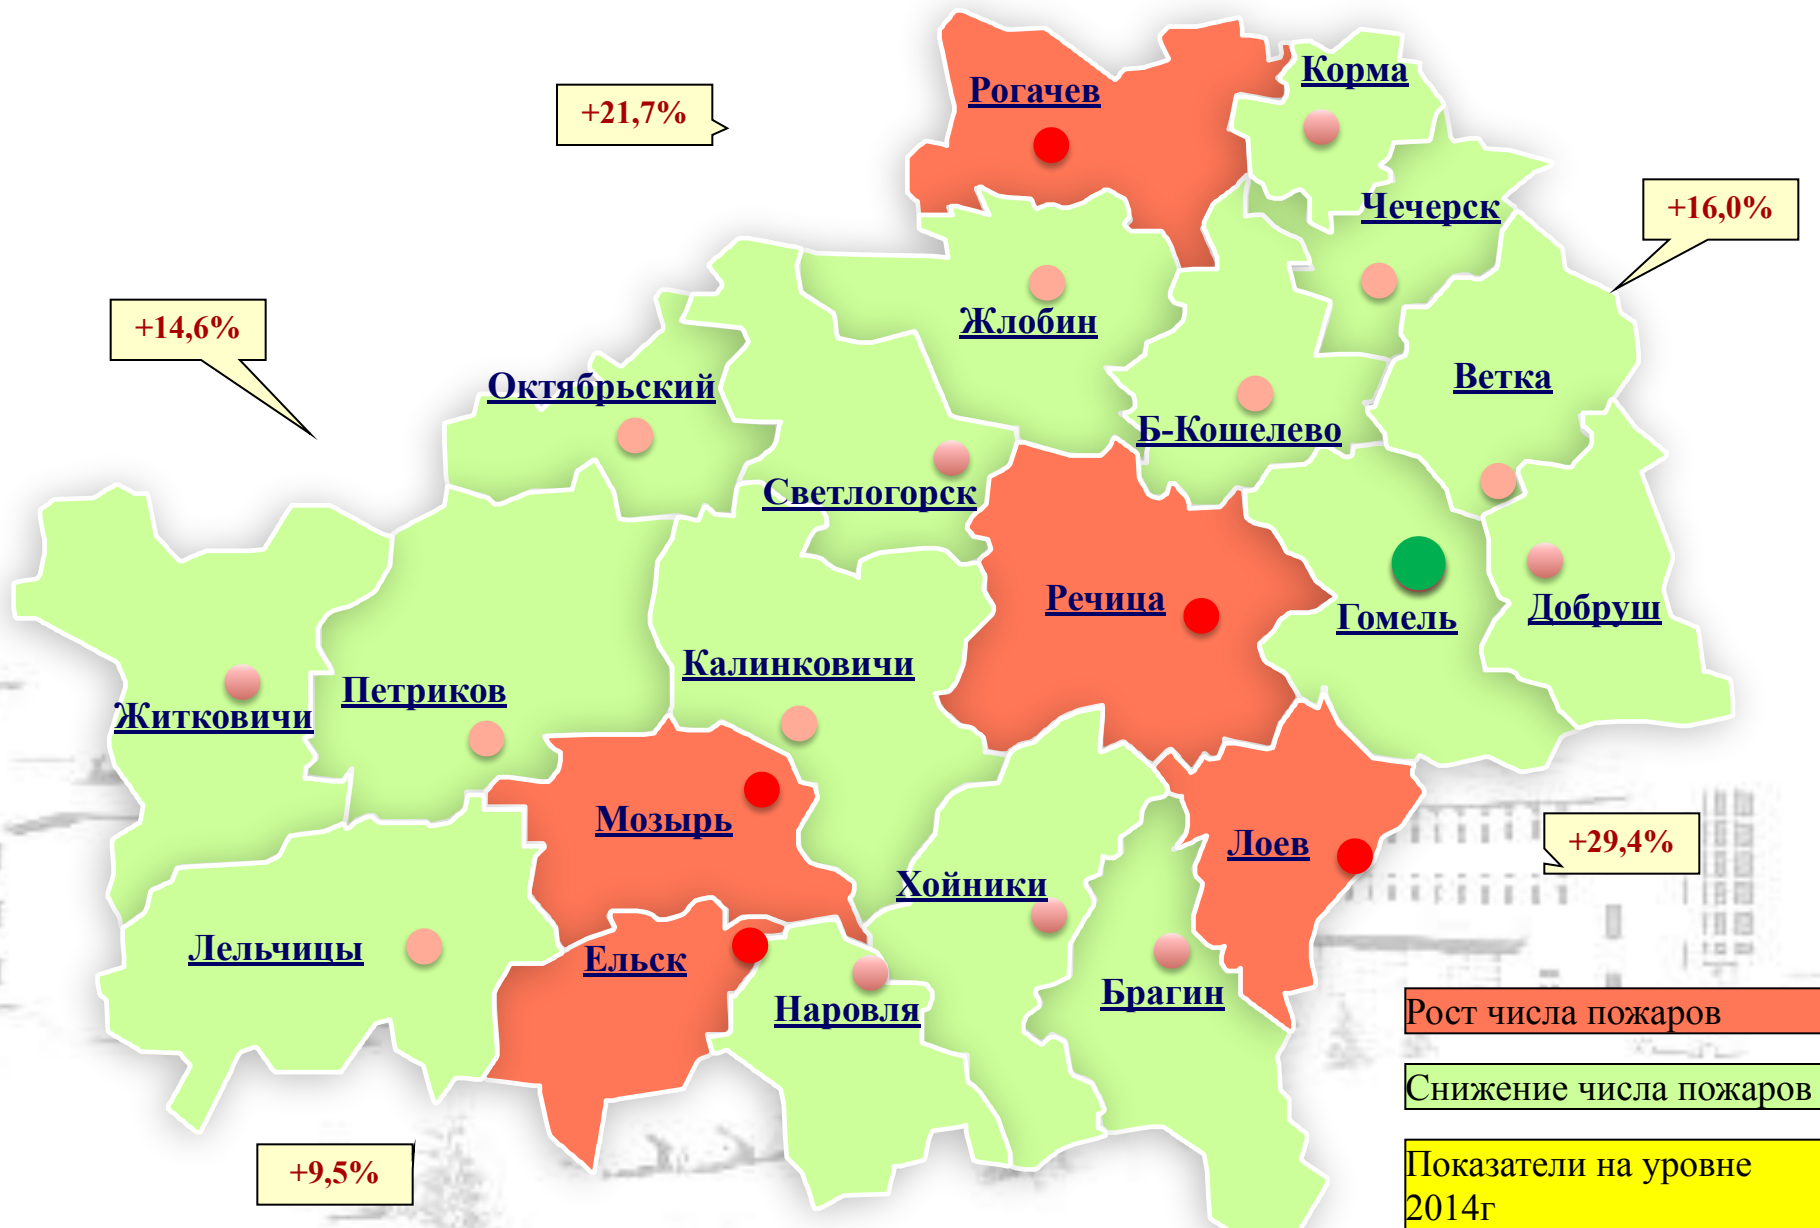 Рогачев
Корма
+21,7%
Чечерск
+16,0%
+14,6%
Жлобин
Октябрьский
Ветка
Б-Кошелево
Светлогорск
Речица
Гомель
Добруш
Калинковичи
Петриков
Житковичи
Мозырь
Лоев
+29,4%
Хойники
Лельчицы
Ельск
Брагин
Наровля
Рост числа пожаров
Снижение числа пожаров
+9,5%
Показатели на уровне
2014г